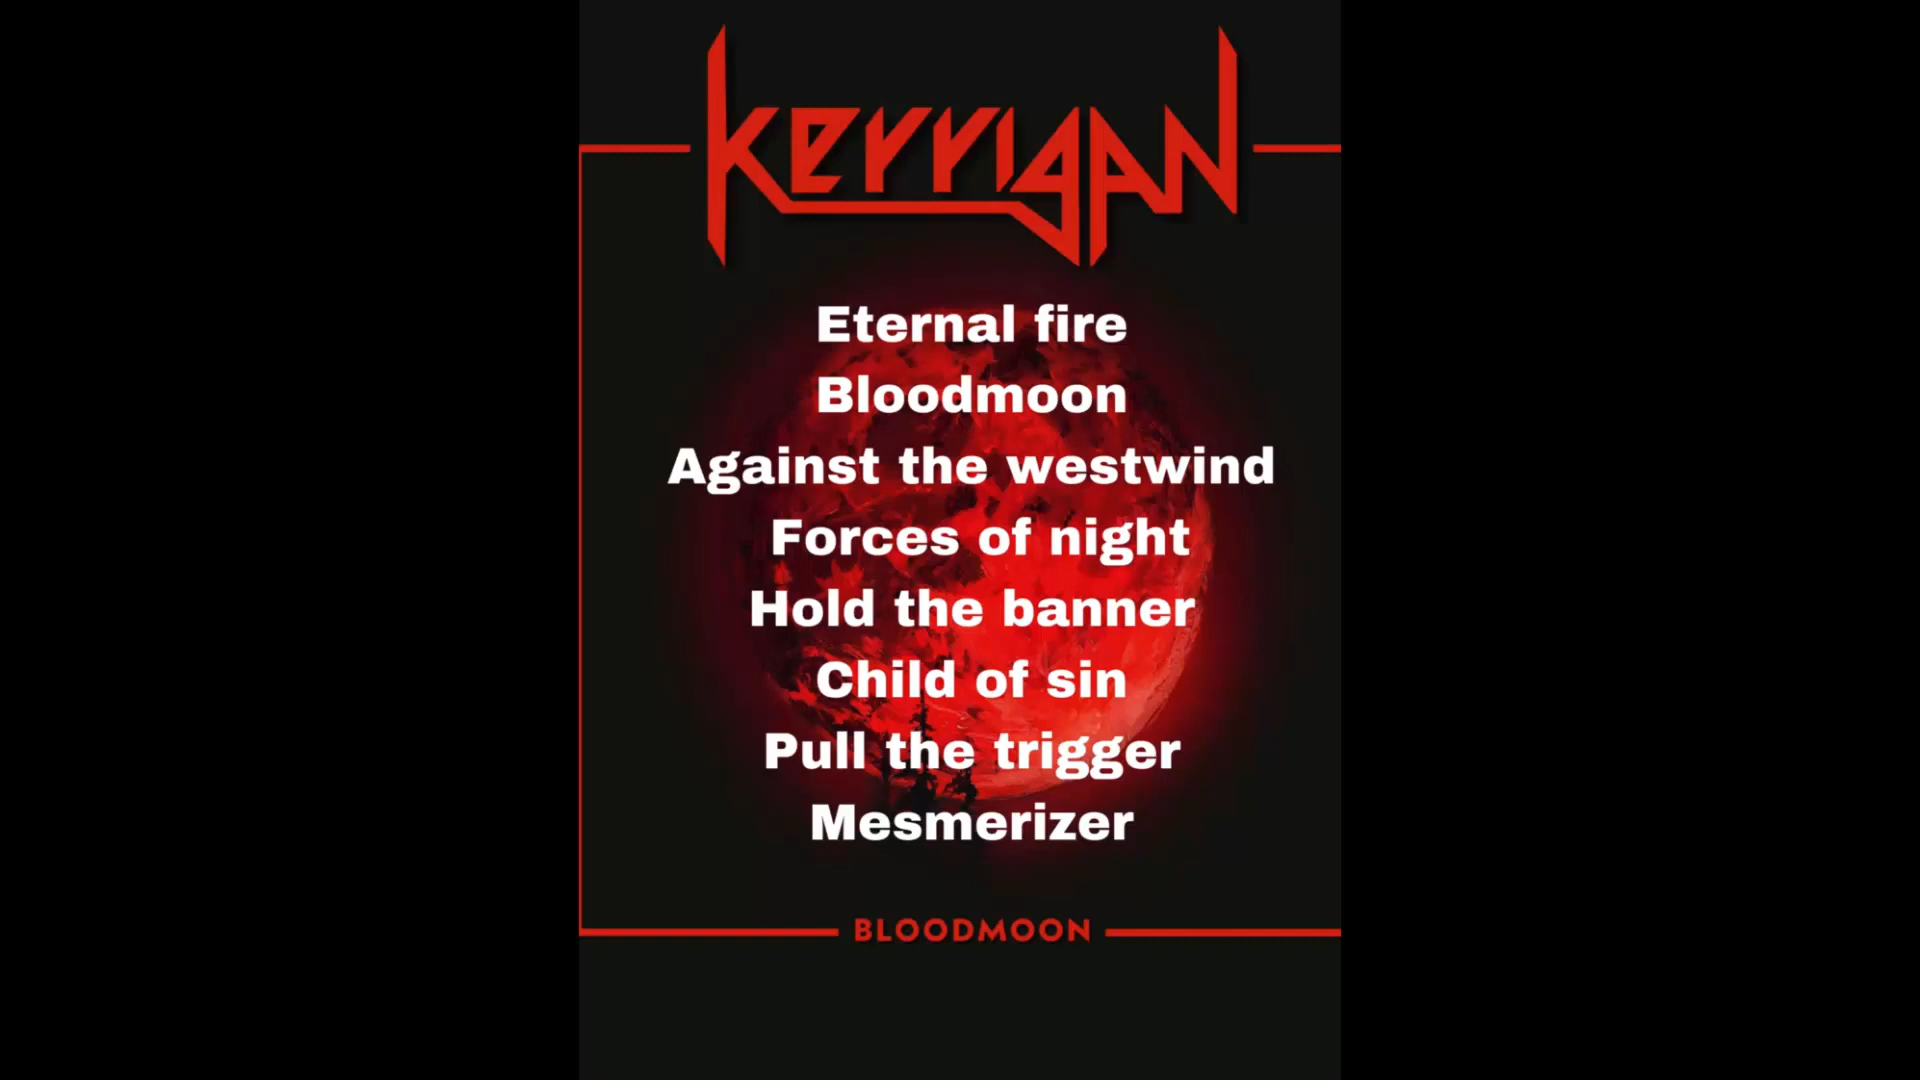 Kerrigan
Eternal fire
Bloodmoon
Against the westwind
Forces of night
Hold the banner
Child of sin
Pull the trigger
Mesmerizer
BLOODMOON